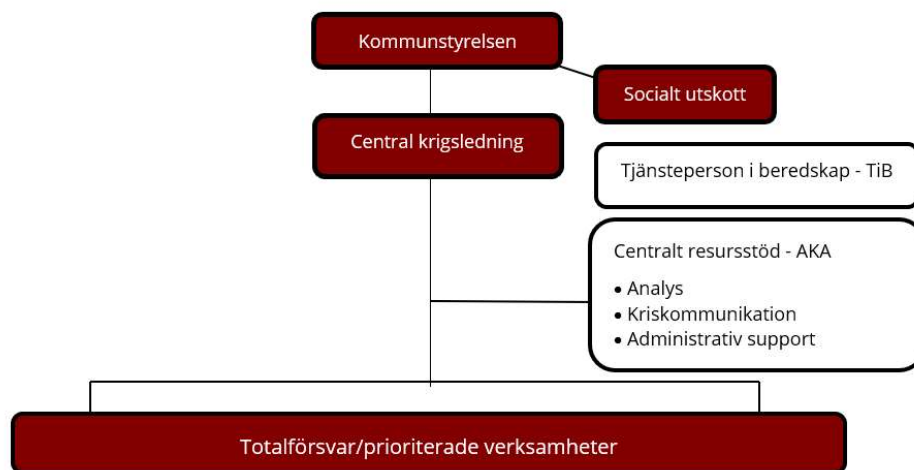 Kommunstyrelsen
Socialt utskott
Central krigsledning
Tjänsteperson i beredskap - TiB
Centralt resursstöd - AKA
• Analys
• Kriskommunikation
• Administrativ support
Totalförsvar/prioriterade verksamheter